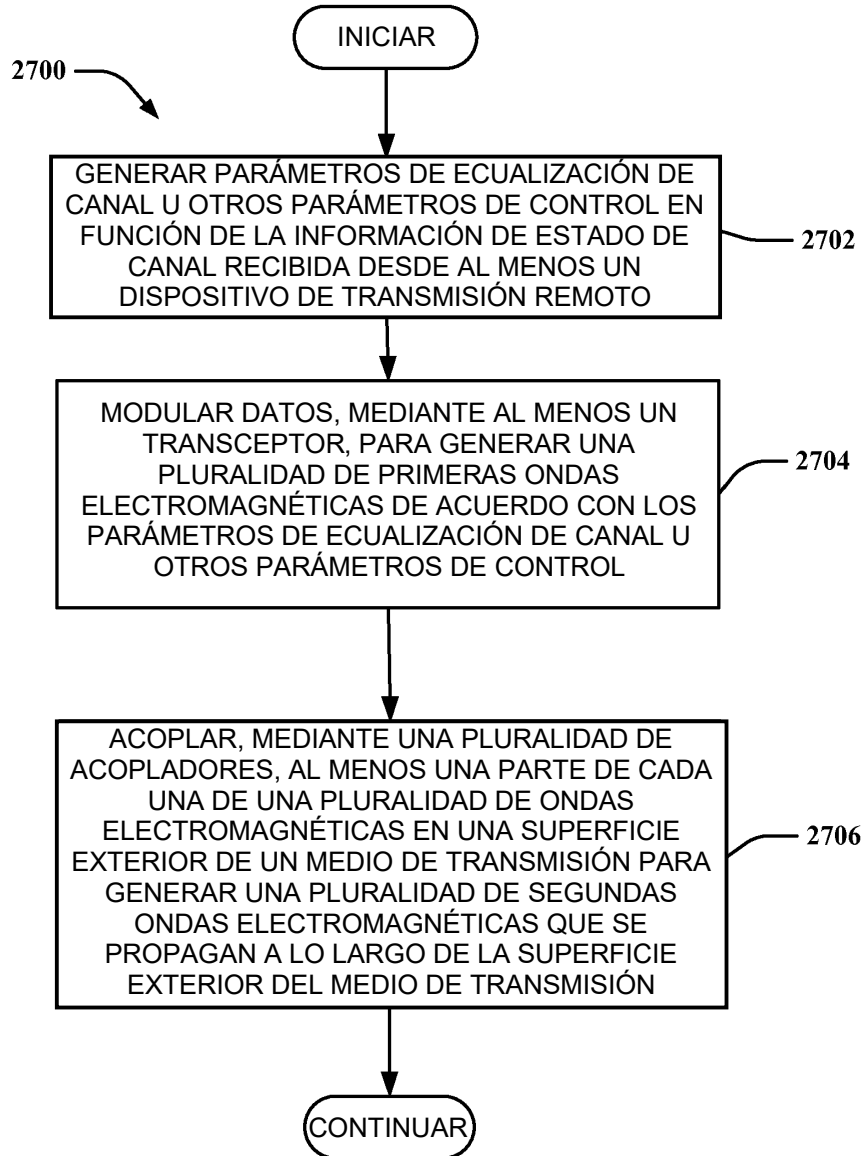 INICIAR
2700
GENERAR PARÁMETROS DE ECUALIZACIÓN DE
CANAL U OTROS PARÁMETROS DE CONTROL EN
FUNCIÓN DE LA INFORMACIÓN DE ESTADO DE
CANAL RECIBIDA DESDE AL MENOS UN
DISPOSITIVO DE TRANSMISIÓN REMOTO
2702
MODULAR DATOS, MEDIANTE AL MENOS UN
TRANSCEPTOR, PARA GENERAR UNA
PLURALIDAD DE PRIMERAS ONDAS
ELECTROMAGNÉTICAS DE ACUERDO CON LOS
PARÁMETROS DE ECUALIZACIÓN DE CANAL U
OTROS PARÁMETROS DE CONTROL
2704
ACOPLAR, MEDIANTE UNA PLURALIDAD DE
ACOPLADORES, AL MENOS UNA PARTE DE CADA
UNA DE UNA PLURALIDAD DE ONDAS
ELECTROMAGNÉTICAS EN UNA SUPERFICIE
EXTERIOR DE UN MEDIO DE TRANSMISIÓN PARA
GENERAR UNA PLURALIDAD DE SEGUNDAS
ONDAS ELECTROMAGNÉTICAS QUE SE
PROPAGAN A LO LARGO DE LA SUPERFICIE
EXTERIOR DEL MEDIO DE TRANSMISIÓN
2706
CONTINUAR